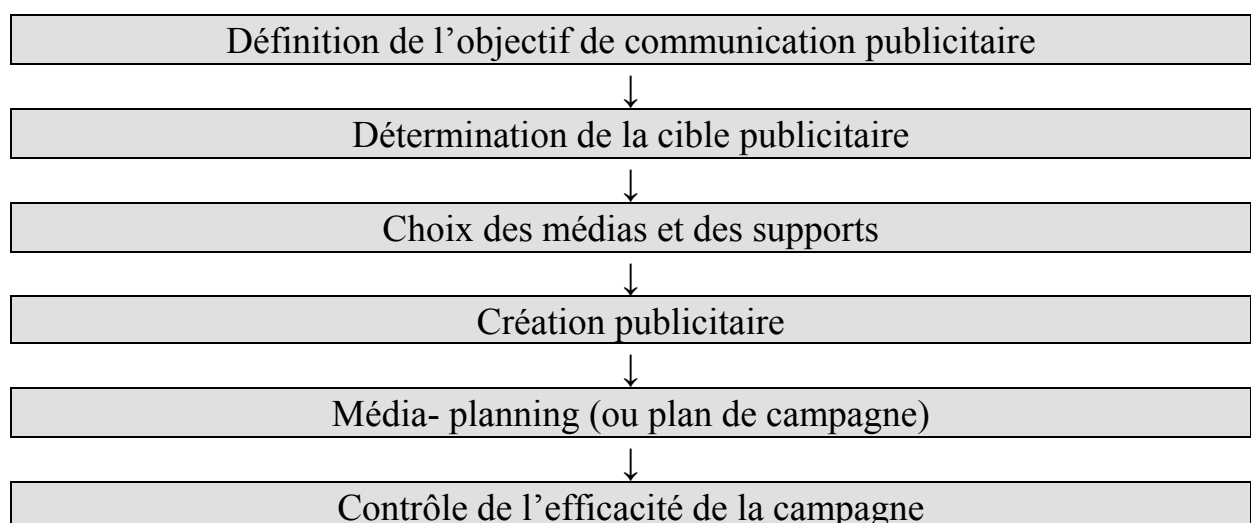 Définition de l’objectif de communication publicitaire
↓
Détermination de la cible publicitaire
↓
Choix des médias et des supports
↓
Création publicitaire
↓
Média- planning (ou plan de campagne)
↓
Contrôle de l’efficacité de la campagne